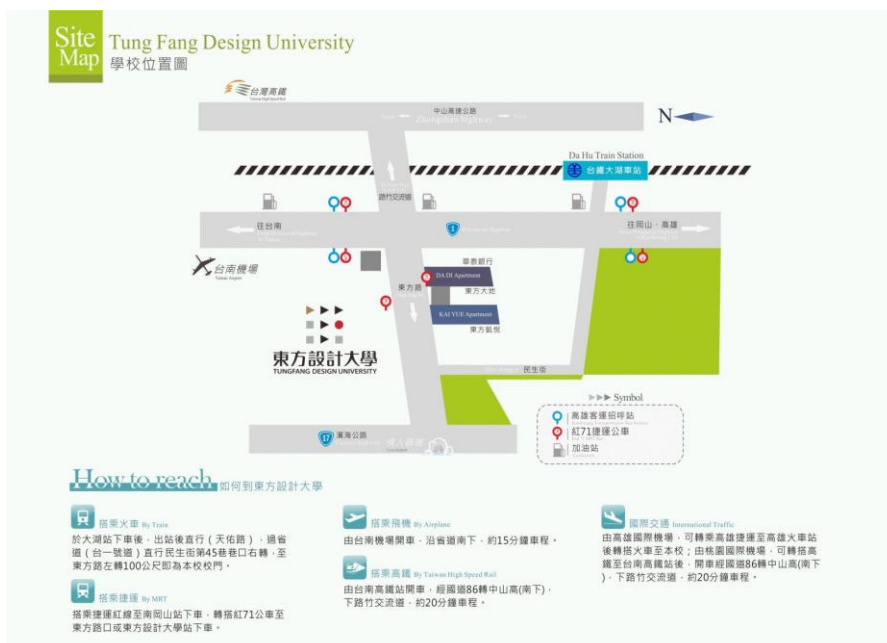 Site
Map
Tung Fang Design University
學校位置圖
台灣高鐵
Taiwan High Speed Rail
中山高捷公路
Zhongshan highway
N
Da Hu Train Station
台鐵大湖車站
路竹交流道
往台南
1
往岡山．高雄
台南機場
Tainan Airport
華泰銀行
DA DI Apartment
東方大地
東方路
KAI YUE Apartment
東方凱悅
東方設計大學
TUNGFANG DESIGN UNIVERSITY
民生街
Symbol
高雄客運招呼站
紅71捷運公車
加油站
17
濱海公路
How to reach 如何到東方設計大學
搭乘火車 By Train
於大湖站下車後，出站後直行（天佑路），過省
道（台一號道）直行民生街第45巷巷口右轉，至
東方路左轉100公尺即為本校校門。
搭乘捷運 By MRT
搭乘捷運紅線至南岡山站下車，轉搭紅71公車至
東方路口或東方設計大學站下車。
搭乘飛機 By Airplane
由台南機場開車，沿省道南下，約15分鐘車程。
搭乘高鐵 By Taiwan High Speed Rail
由台南高鐵站開車，經國道86轉中山高(南下)，
下路竹交流道，約20分鐘車程。
國際交通 International Traffic
由高雄國際機場，可轉乘高雄捷運至高雄火車站
後轉搭火車至本校；由桃園國際機場，可轉搭高
鐵至台南高鐵站後，開車經國道86轉中山高(南下
)，下路竹交流道，約20分鐘車程。